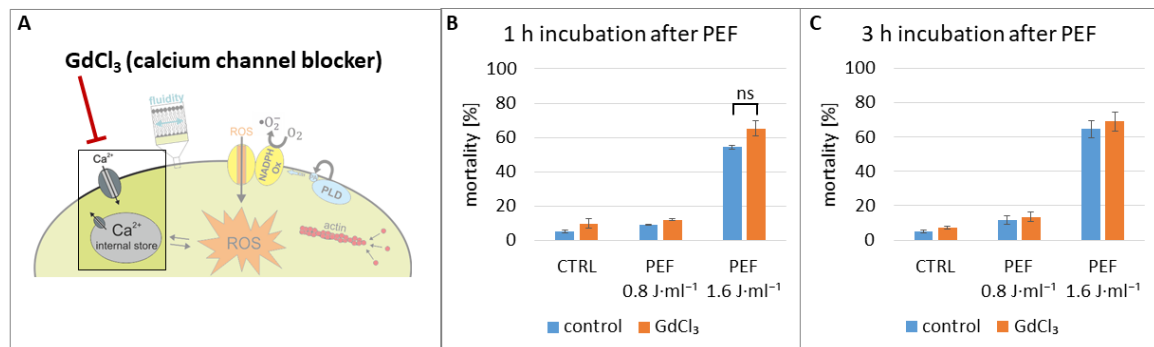 A
GdCl₃ (calcium channel blocker)
fluidity
•O₂⁻
O₂
ROS
NADPH
Ox
Ca²⁺
PLD
Ca²⁺
internal store
ROS
actin
B
1 h incubation after PEF
mortality [%]
100
80
60
40
20
0
ns
CTRL
PEF
0.8 J·ml⁻¹
PEF
1.6 J·ml⁻¹
control
GdCl₃
C
3 h incubation after PEF
mortality [%]
100
80
60
40
20
0
CTRL
PEF
0.8 J·ml⁻¹
PEF
1.6 J·ml⁻¹
control
GdCl₃